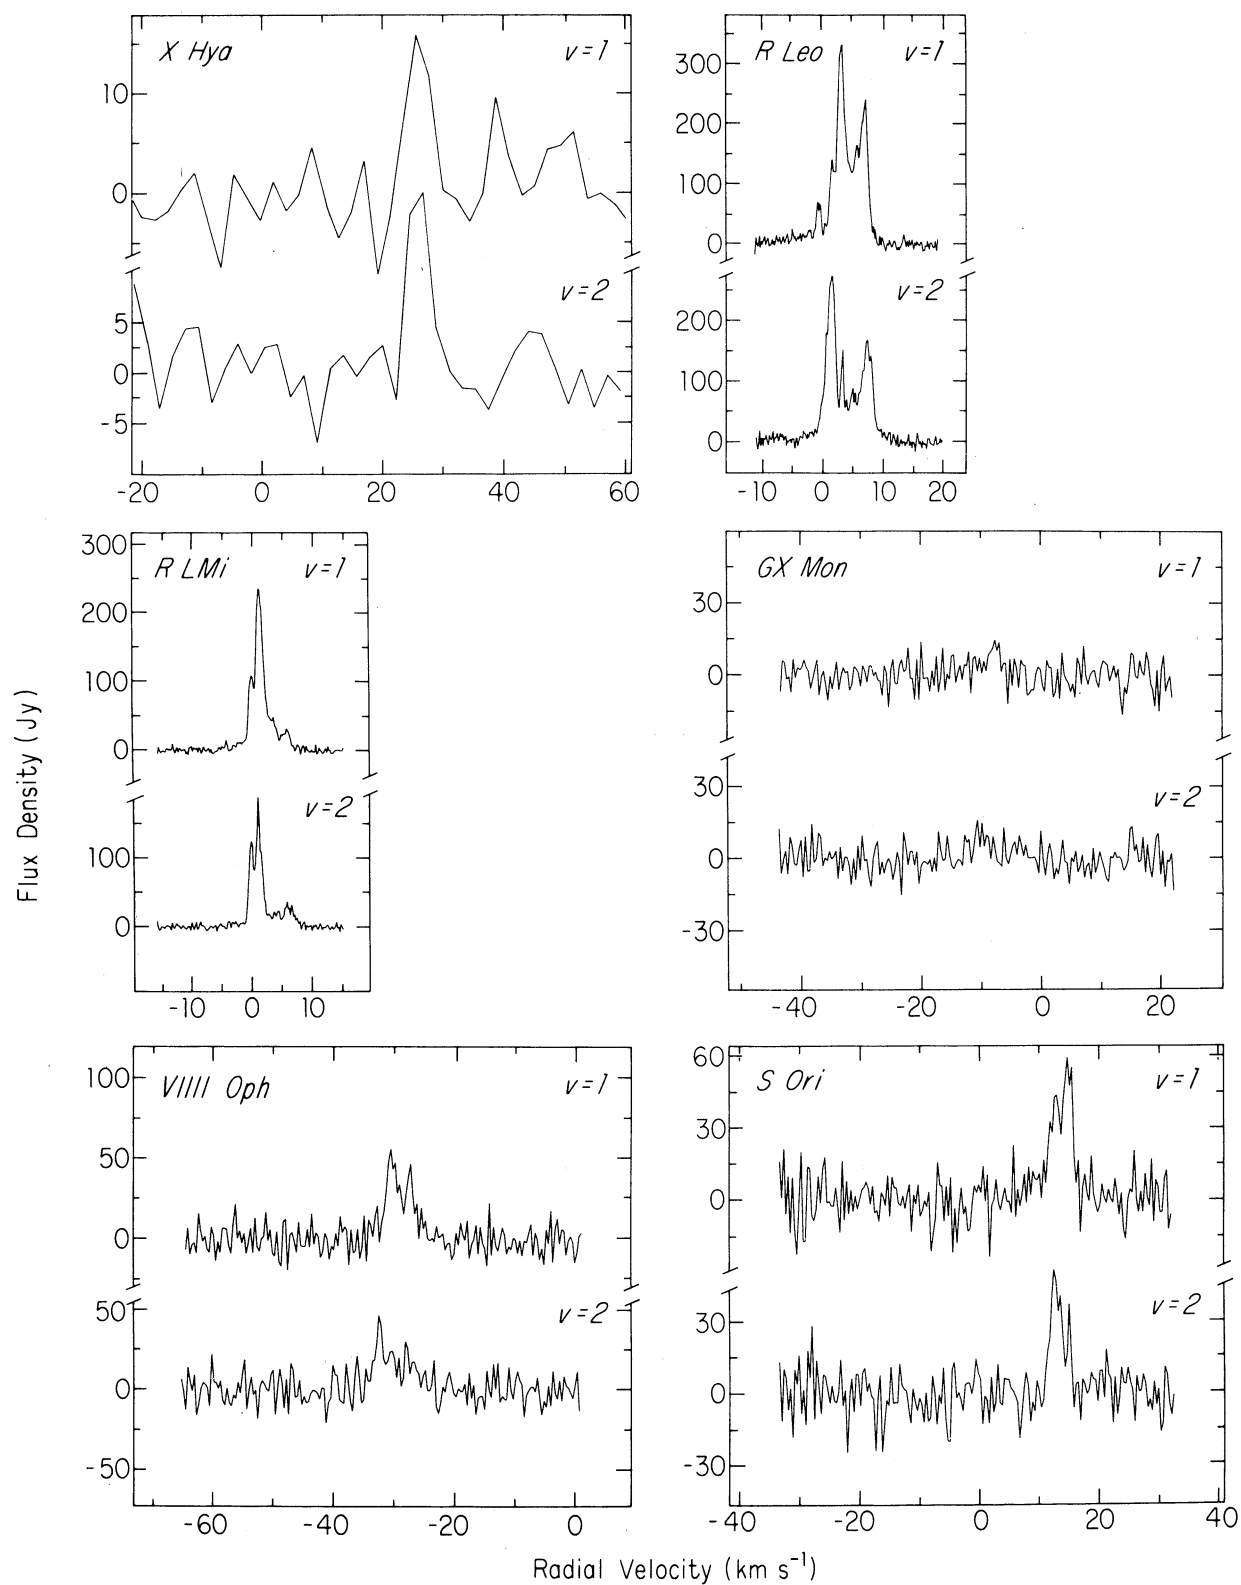 X Hya v=1
10
0
v=2
5
0
-5
-20 0 20 40 60
R Leo v=1
300
200
100
0
v=2
200
100
0
-10 0 10 20
R LMi v=1
300
200
100
0
v=2
100
0
-10 0 10
GX Mon v=1
30
0
v=2
30
0
-30
-40 -20 0 20
V1111 Oph v=1
100
50
0
v=2
50
0
-50
-60 -40 -20 0
S Ori v=1
60
30
0
v=2
30
0
-30
-40 -20 0 20 40
Flux Density (Jy)
Radial Velocity (km s⁻¹)